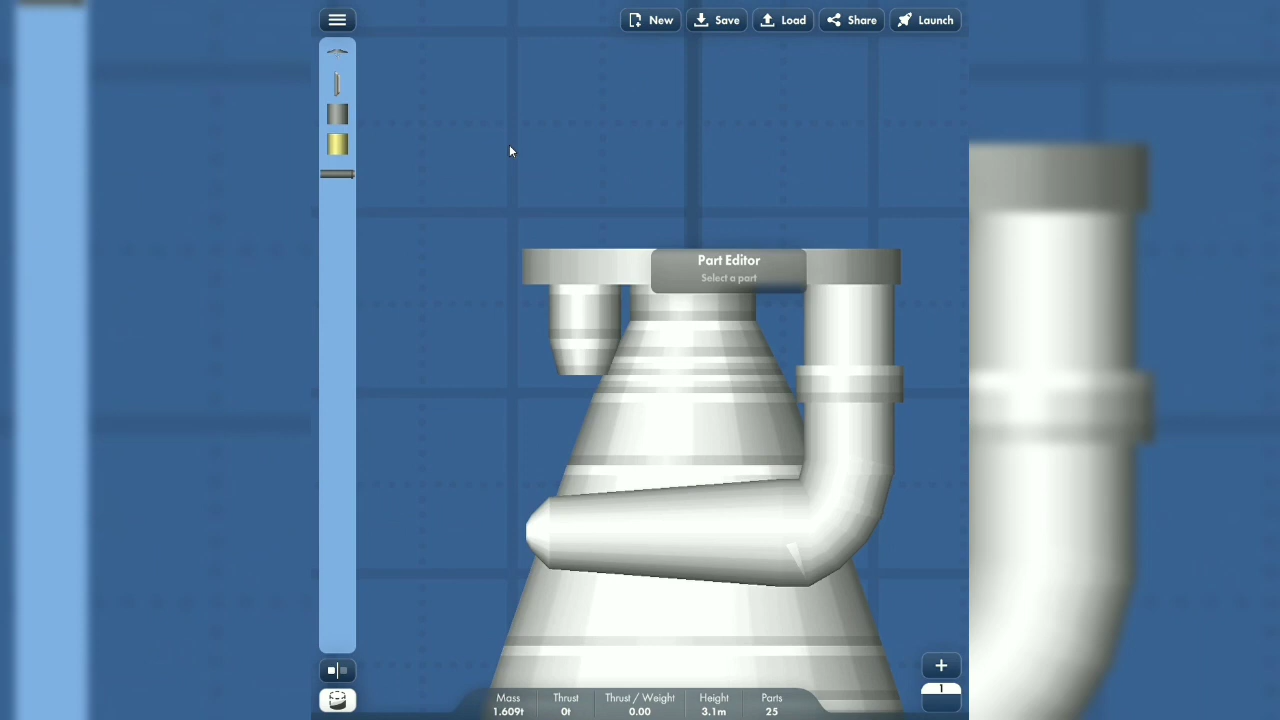 New
Save
Load
Share
Launch
Part Editor
Select a part
Mass
1.609t
Thrust
0t
Thrust / Weight
0.00
Height
3.1m
Parts
25
+
1